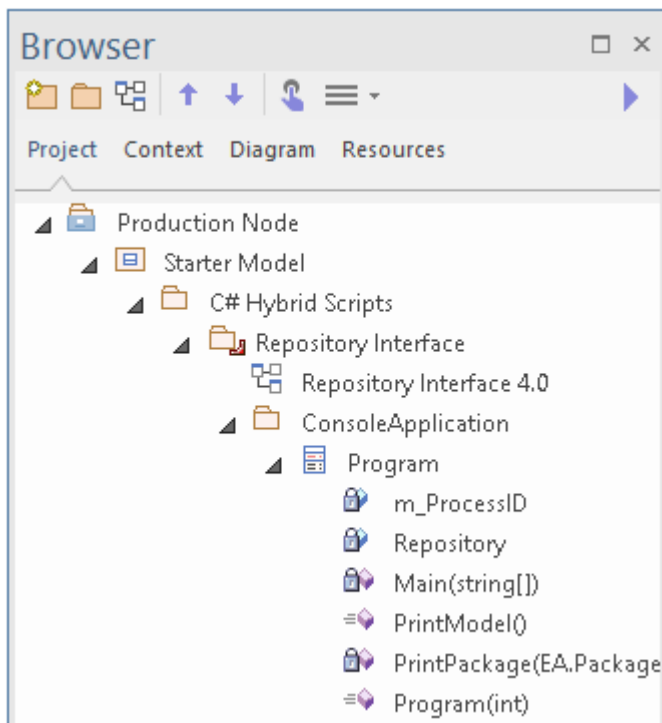 Browser
Project Context Diagram Resources
Production Node
Starter Model
C# Hybrid Scripts
Repository Interface
Repository Interface 4.0
ConsoleApplication
Program
m_ProcessID
Repository
Main(string[])
PrintModel()
PrintPackage(EA.Package
Program(int)